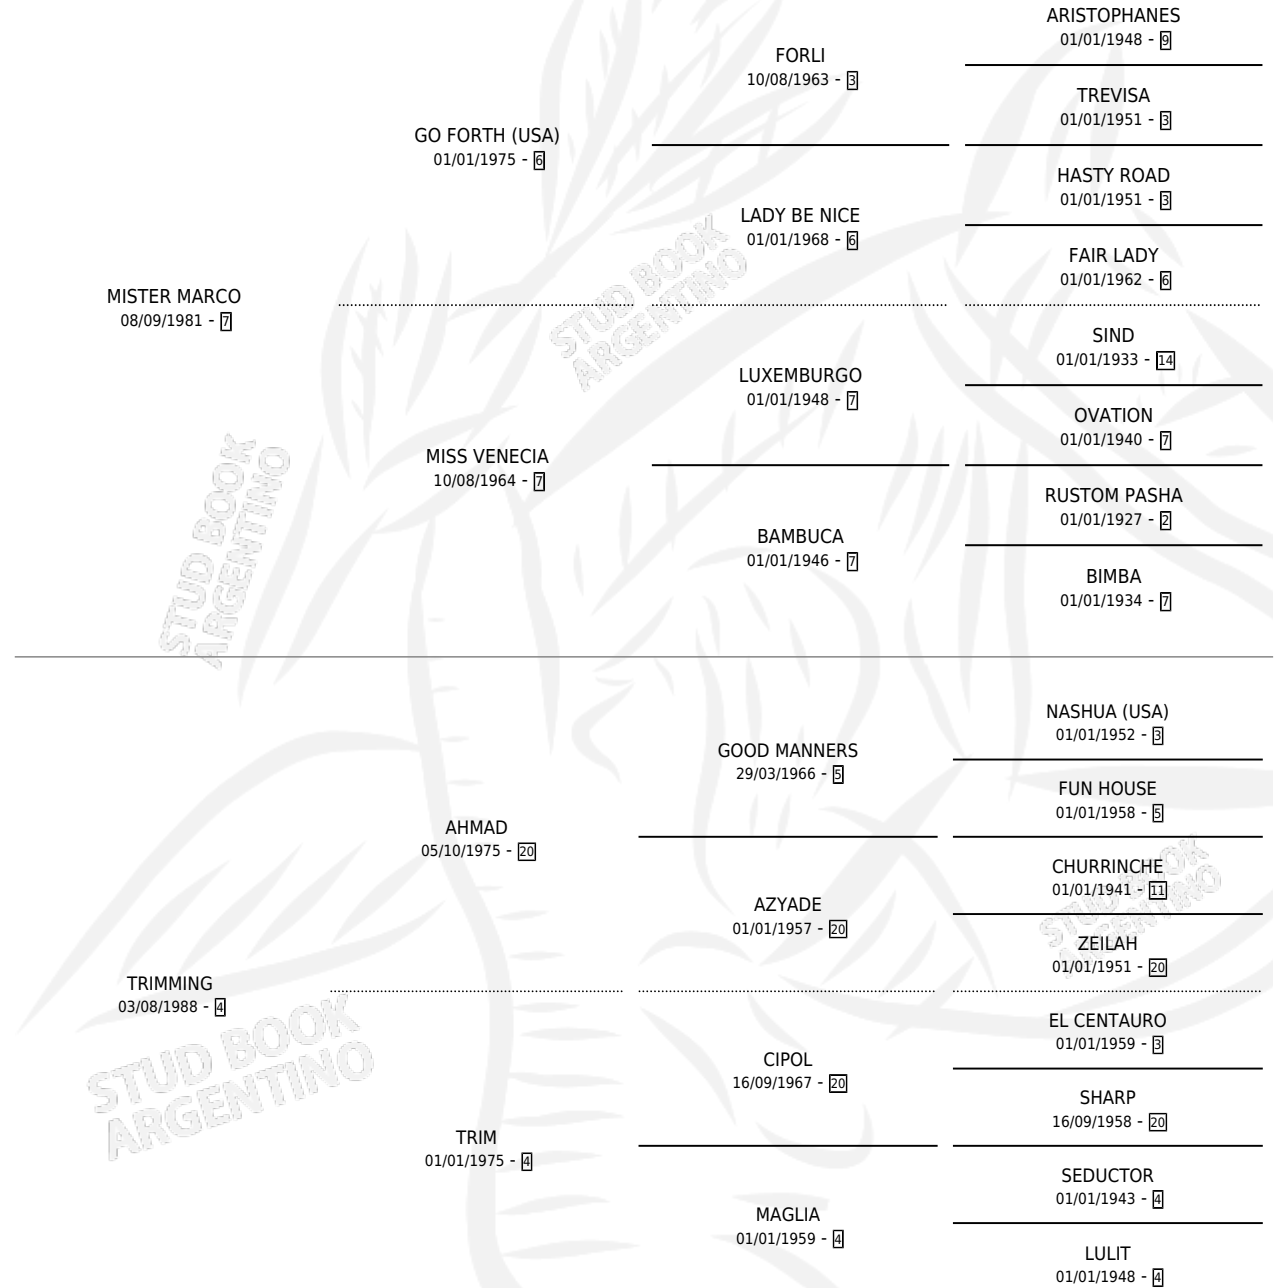 ARISTOPHANES
01/01/1948 - 9
FORLI
10/08/1963 - 3
TREVISA
01/01/1951 - 3
GO FORTH (USA)
01/01/1975 - 6
HASTY ROAD
01/01/1951 - 3
LADY BE NICE
01/01/1968 - 6
FAIR LADY
01/01/1962 - 6
MISTER MARCO
08/09/1981 - 7
STUD BOOK
ARGENTINO
SIND
01/01/1933 - 14
LUXEMBURGO
01/01/1948 - 7
OVATION
01/01/1940 - 7
MISS VENECIA
10/08/1964 - 7
RUSTOM PASHA
01/01/1927 - 2
BAMBUCA
01/01/1946 - 7
BIMBA
01/01/1934 - 7
STUD BOOK
ARGENTINO
NASHUA (USA)
01/01/1952 - 3
GOOD MANNERS
29/03/1966 - 5
FUN HOUSE
01/01/1958 - 5
AHMAD
05/10/1975 - 20
CHURRINCHE
01/01/1941 - 11
AZYADE
01/01/1957 - 20
STUD BOOK
ARGENTINO
ZEILAH
01/01/1951 - 20
TRIMMING
03/08/1988 - 4
EL CENTAURO
01/01/1959 - 3
CIPOL
16/09/1967 - 20
STUD BOOK
ARGENTINO
SHARP
16/09/1958 - 20
TRIM
01/01/1975 - 4
SEDUCTOR
01/01/1943 - 4
MAGLIA
01/01/1959 - 4
LULIT
01/01/1948 - 4